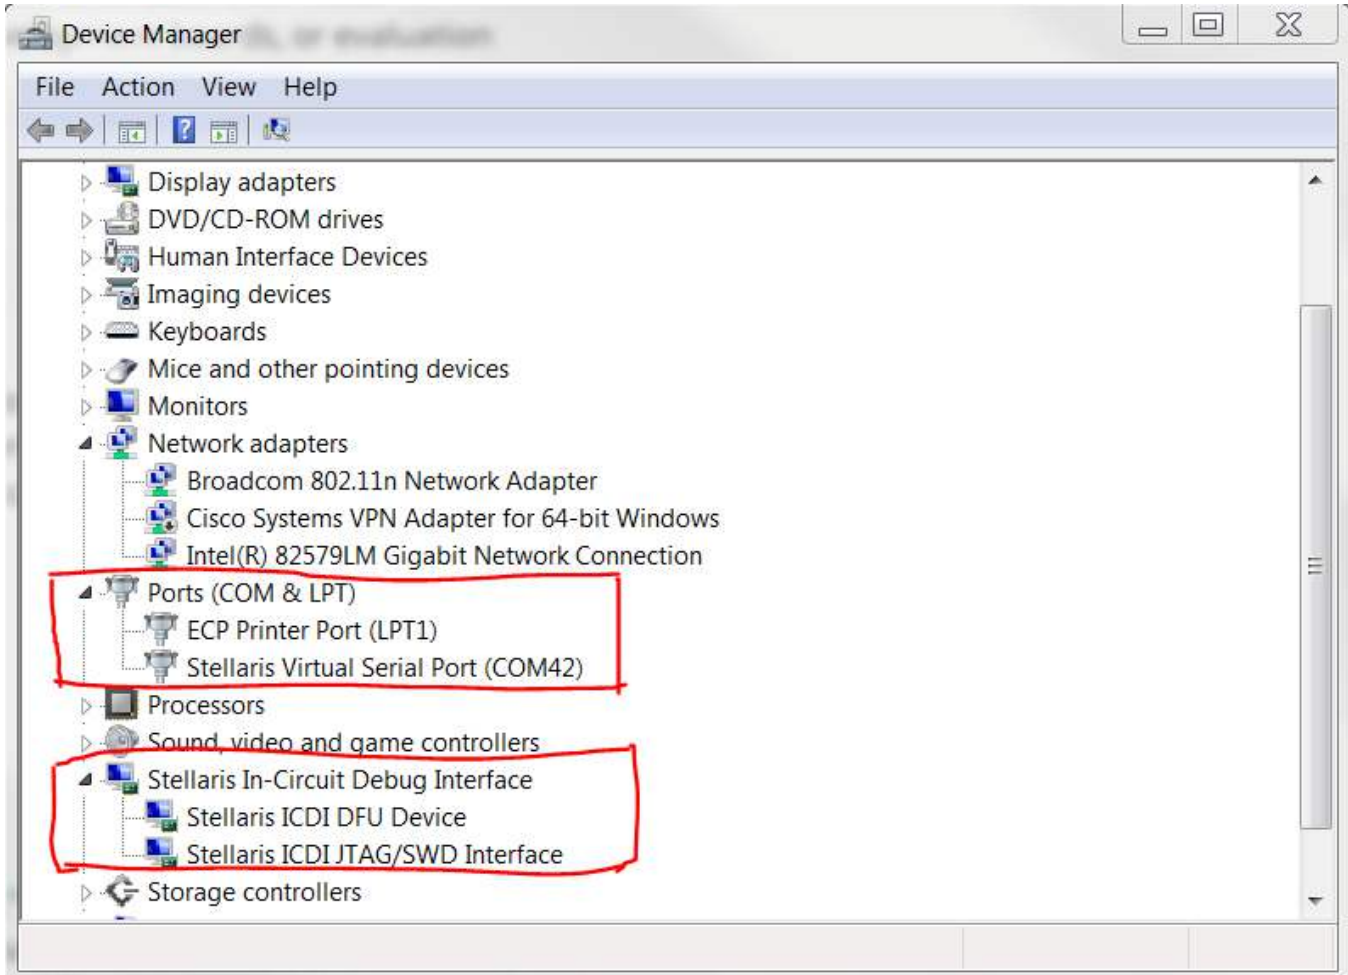 Device Manager
File Action View Help
Display adapters
DVD/CD-ROM drives
Human Interface Devices
Imaging devices
Keyboards
Mice and other pointing devices
Monitors
Network adapters
Broadcom 802.11n Network Adapter
Cisco Systems VPN Adapter for 64-bit Windows
Intel(R) 82579LM Gigabit Network Connection
Ports (COM & LPT)
ECP Printer Port (LPT1)
Stellaris Virtual Serial Port (COM42)
Processors
Sound, video and game controllers
Stellaris In-Circuit Debug Interface
Stellaris ICDI DFU Device
Stellaris ICDI JTAG/SWD Interface
Storage controllers